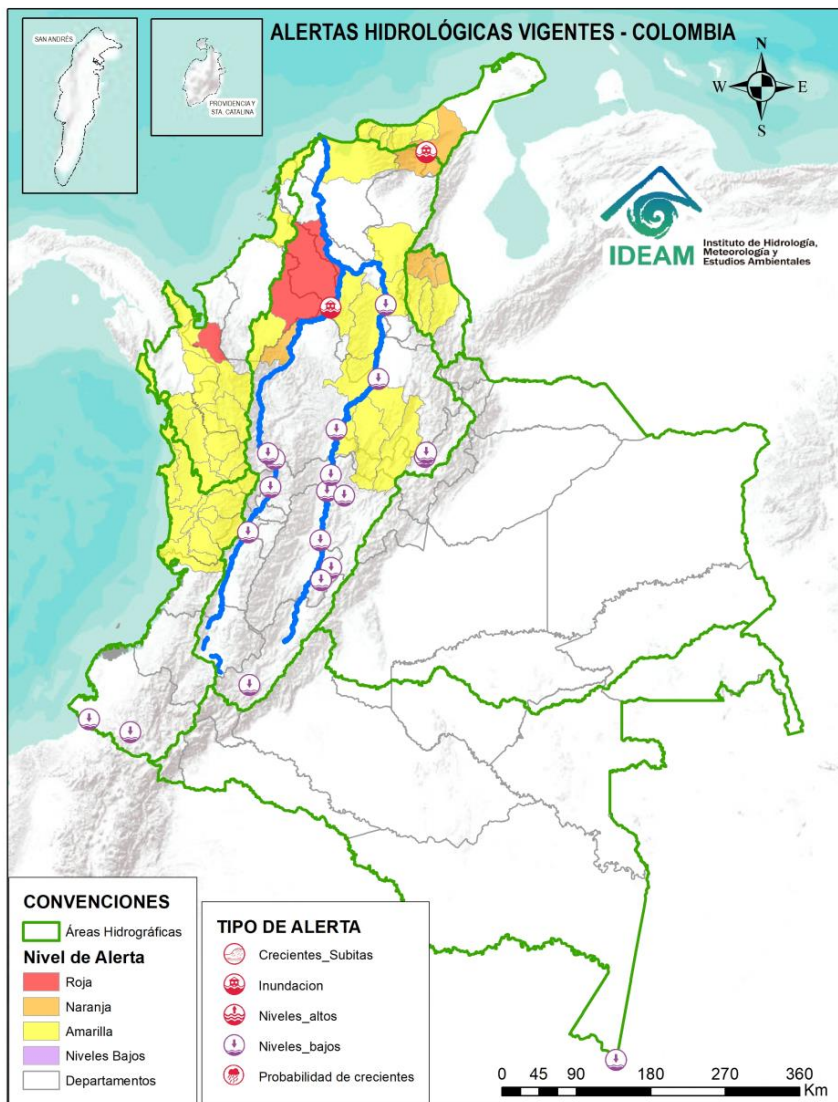 ALERTAS HIDROLÓGICAS VIGENTES - COLOMBIA
SAN ANDRÉS
PROVIDENCIA Y
STA. CATALINA
N
W
E
S
IDEAM
Instituto de Hidrología,
Meteorología y
Estudios Ambientales
CONVENCIONES
Áreas Hidrográficas
Nivel de Alerta
Roja
Naranja
Amarilla
Niveles Bajos
Departamentos
TIPO DE ALERTA
Crecientes_Subitas
Inundacion
Niveles_altos
Niveles_bajos
Probabilidad de crecientes
0 45 90 180 270 360
Km